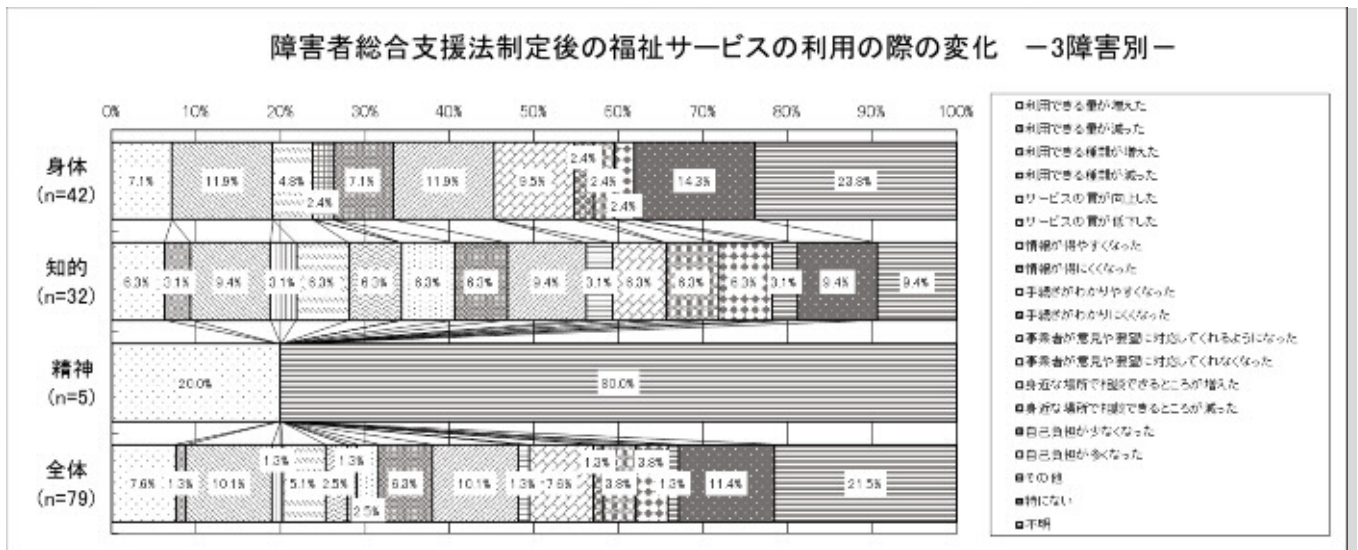 障害者総合支援法制定後の福祉サービスの利用の際の変化 －3障害別－
0% 10% 20% 30% 40% 50% 60% 70% 80% 90% 100%
身体
(n=42)
7.1% 11.9% 4.8% 2.4% 7.1% 11.9% 9.5% 2.4% 2.4% 2.4% 14.3% 23.8%
知的
(n=32)
6.3% 3.1% 9.4% 3.1% 6.3% 6.3% 6.3% 6.3% 9.4% 3.1% 6.3% 6.3% 6.3% 3.1% 9.4% 9.4%
精神
(n=5)
20.0% 80.0%
全体
(n=79)
7.6% 1.3% 10.1% 1.3% 5.1% 2.5% 1.3% 2.5% 6.3% 10.1% 1.3% 7.6% 1.3% 3.8% 3.8% 1.3% 11.4% 21.5%
利用できる量が増えた
利用できる量が減った
利用できる種類が増えた
利用できる種類が減った
サービスの質が向上した
サービスの質が低下した
情報が得やすくなった
情報が得にくくなった
手続きがわかりやすくなった
手続きがわかりにくくなった
事業者が意見や要望に対応してくれるようになった
事業者が意見や要望に対応してくれなくなった
身近な場所で相談できるところが増えた
身近な場所で相談できるところが減った
自己負担が少なくなった
自己負担が多くなった
その他
特にない
不明